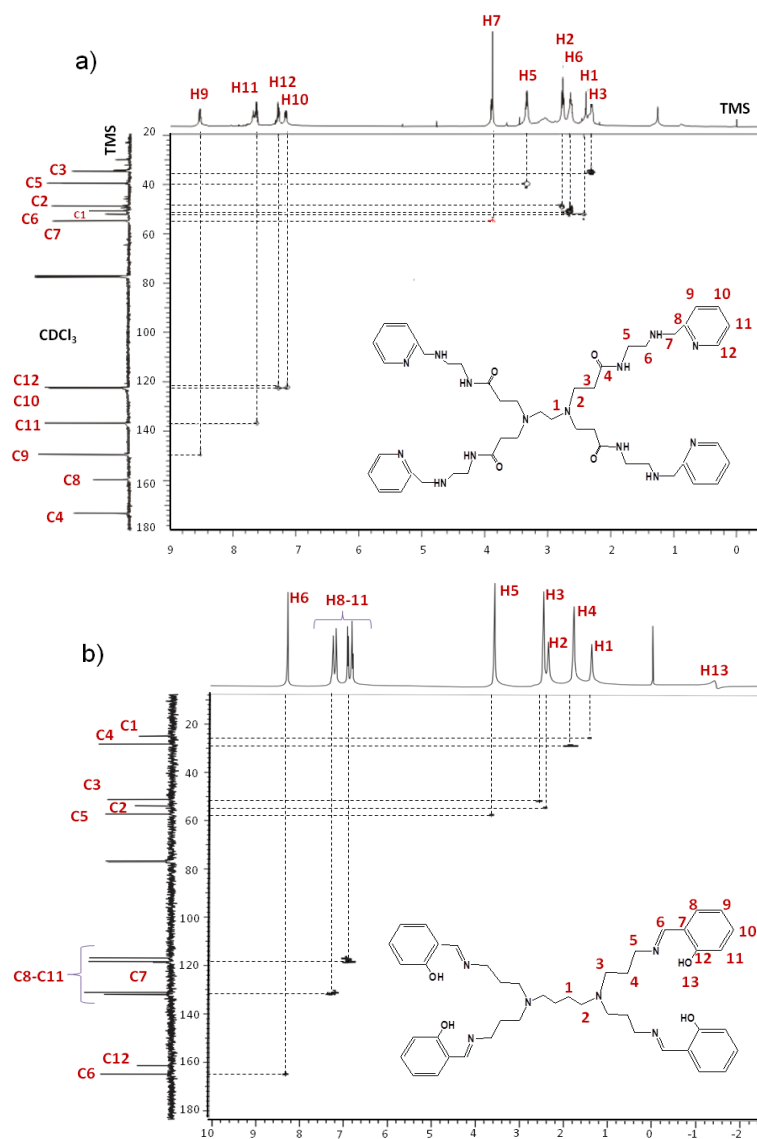 a)
H9
H11
H12
H10
H7
H5
H2
H6
H1
H3
TMS
TMS
C3
C5
C2
C1
C6
C7
CDCl3
C12
C10
C11
C9
C8
C4
20
40
60
80
100
120
140
160
180
9 8 7 6 5 4 3 2 1 0
1 2 3 4 5 6 7 8 9 10 11 12
N NH NH O
O NH NH N
N N
N NH NH O
O NH NH N
b)
H6
H8-11
H5
H3
H2
H4
H1
H13
C1
C4
C3
C2
C5
C8-C11
C7
C12
C6
20
40
60
80
100
120
140
160
180
10 9 8 7 6 5 4 3 2 1 0 -1 -2
1 2 3 4 5 6 7 8 9 10 11 12 13
OH N
N HO
N N
OH N
N HO